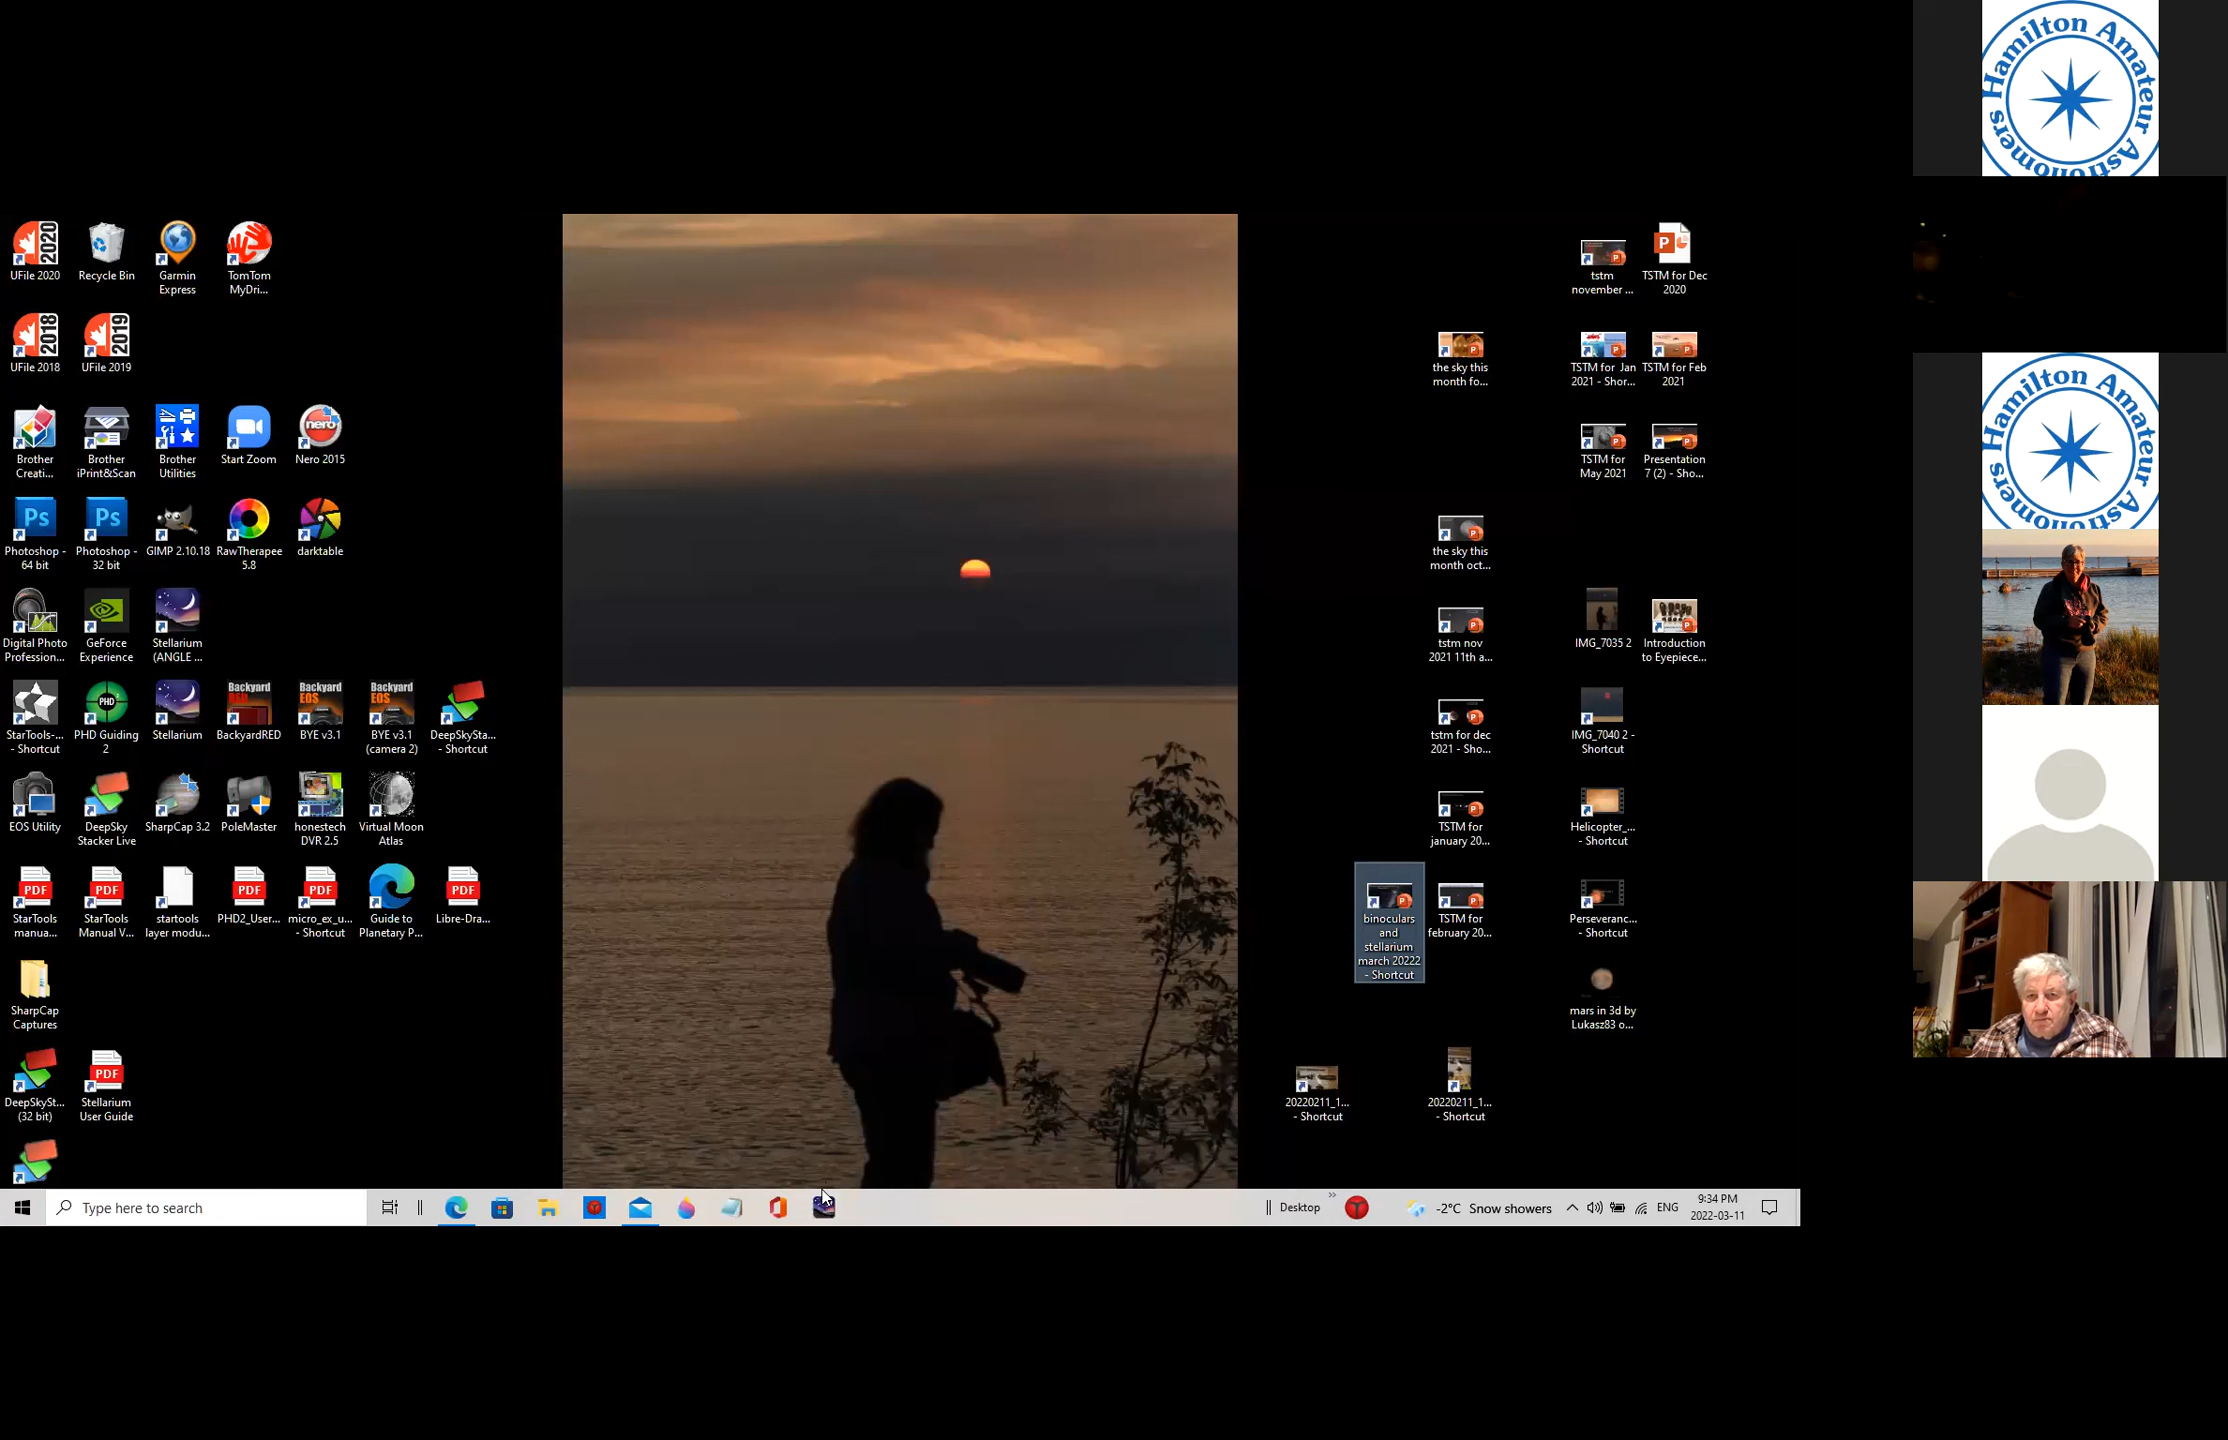 Hamilton Amateur Astronomers
UFile 2020
Recycle Bin
Garmin
Express
TomTom
MyDri...
UFile 2018
UFile 2019
Brother
Creati...
Brother
iPrint&Scan
Brother
Utilities
Start Zoom
Nero 2015
Photoshop -
64 bit
Photoshop -
32 bit
GIMP 2.10.18
RawTherapee
5.8
darktable
Digital Photo
Profession...
GeForce
Experience
Stellarium
(ANGLE ...
StarTools-...
- Shortcut
PHD Guiding
2
Stellarium
BackyardRED
BYE v3.1
BYE v3.1
(camera 2)
DeepSkySta...
- Shortcut
EOS Utility
DeepSky
Stacker Live
SharpCap 3.2
PoleMaster
honestech
DVR 2.5
Virtual Moon
Atlas
StarTools
manua...
StarTools
Manual V...
startools
layer modu...
PHD2_User...
micro_ex_u...
- Shortcut
Guide to
Planetary P...
Libre-Dra...
SharpCap
Captures
DeepSkySt...
(32 bit)
Stellarium
User Guide
tstm
november ...
TSTM for Dec
2020
the sky this
month fo...
TSTM for Jan
2021 - Shor...
TSTM for Feb
2021
TSTM for
May 2021
Presentation
7 (2) - Sho...
the sky this
month oct...
tstm nov
2021 11th a...
IMG_7035 2
Introduction
to Eyepiece...
tstm for dec
2021 - Sho...
IMG_7040 2 -
Shortcut
TSTM for
january 20...
Helicopter_...
- Shortcut
binoculars
and
stellarium
march 20222
- Shortcut
TSTM for
february 20...
Perseveranc...
- Shortcut
mars in 3d by
Lukasz83 o...
20220211_1...
- Shortcut
20220211_1...
- Shortcut
Type here to search
Desktop
-2°C Snow showers
ENG
9:34 PM
2022-03-11
Hamilton Amateur Astronomers